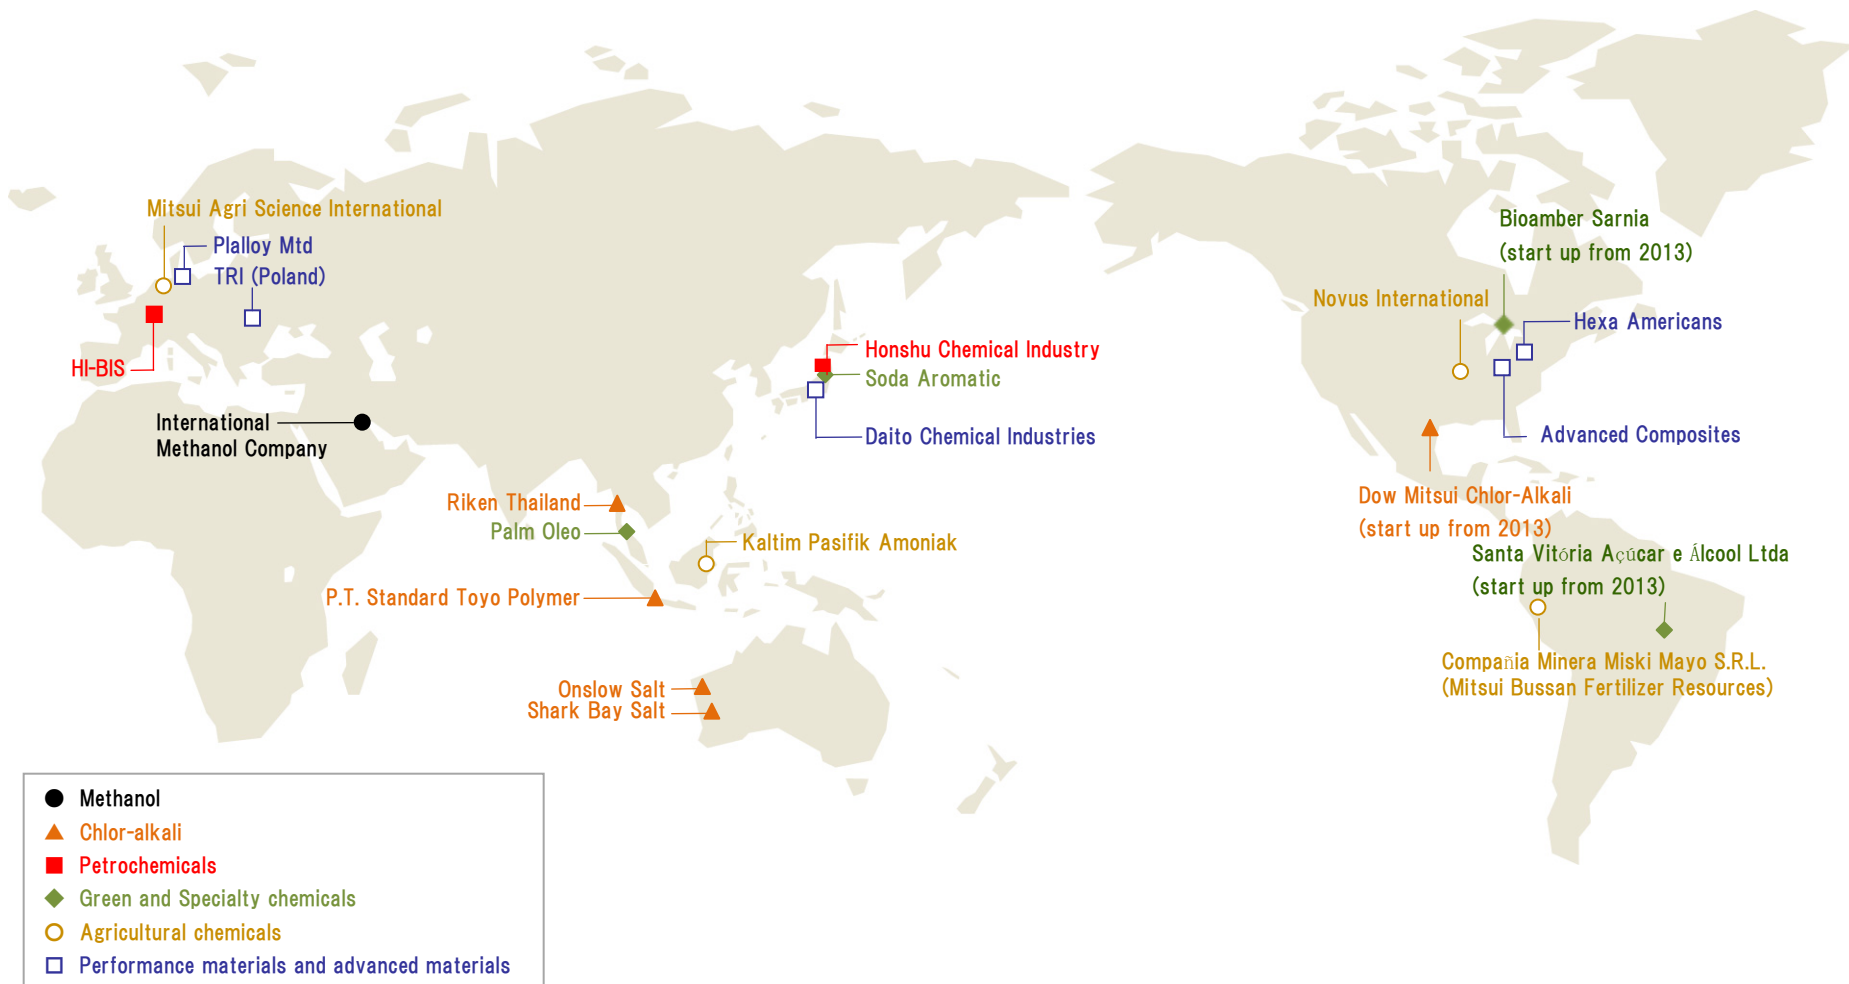 Mitsui Agri Science International
Plalloy Mtd
TRI (Poland)
HI-BIS
International
Methanol Company
Honshu Chemical Industry
Soda Aromatic
Daito Chemical Industries
Riken Thailand
Palm Oleo
Kaltim Pasifik Amoniak
P.T. Standard Toyo Polymer
Onslow Salt
Shark Bay Salt
Bioamber Sarnia
(start up from 2013)
Novus International
Hexa Americans
Advanced Composites
Dow Mitsui Chlor-Alkali
(start up from 2013)
Santa Vitória Açúcar e Álcool Ltda
(start up from 2013)
Compañia Minera Miski Mayo S.R.L.
(Mitsui Bussan Fertilizer Resources)
Methanol
Chlor-alkali
Petrochemicals
Green and Specialty chemicals
Agricultural chemicals
Performance materials and advanced materials